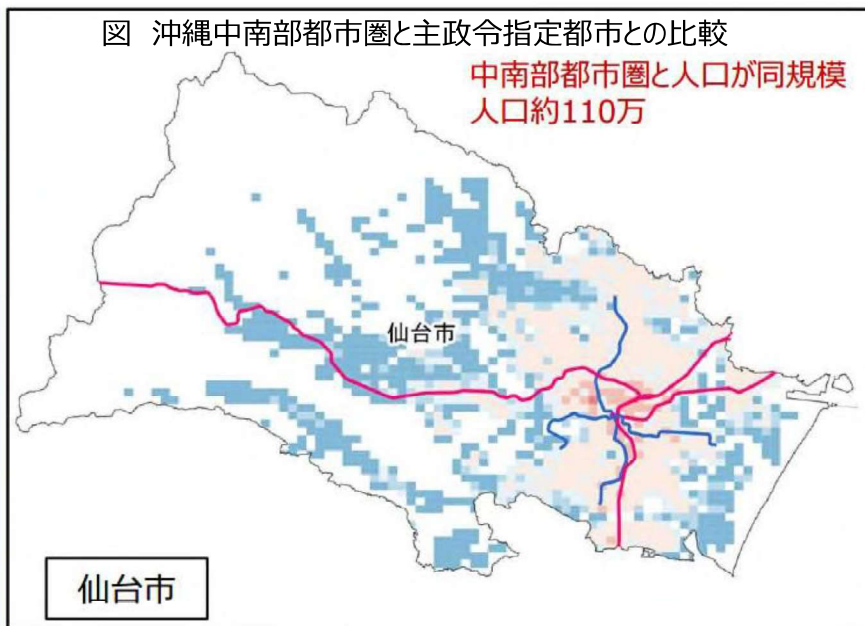 図 沖縄中南部都市圏と主政令指定都市との比較
中南部都市圏と人口が同規模
人口約110万
仙台市
仙台市